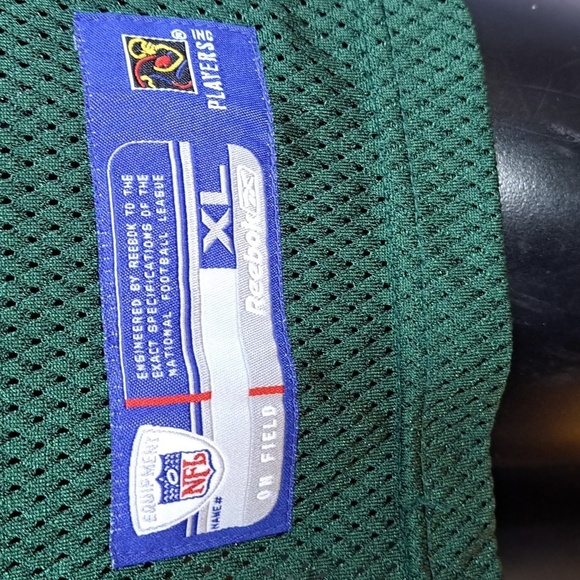 EQUIPMENT
NFL
ENGINEERED BY REEBOK TO THE
EXACT SPECIFICATIONS OF THE
NATIONAL FOOTBALL LEAGUE
XL
NAME#
ON FIELD
Reebok
PLAYERS INC ®